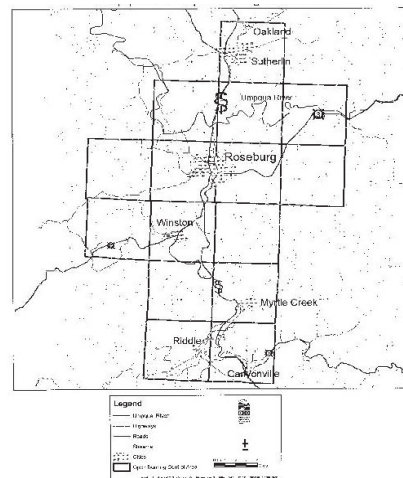 Oakland
Sutherlin
Umpqua River
Roseburg
Winston
Myrtle Creek
Riddle
Canyonville
Legend
Umpqua River
Highways
Roads
Streams
Cities